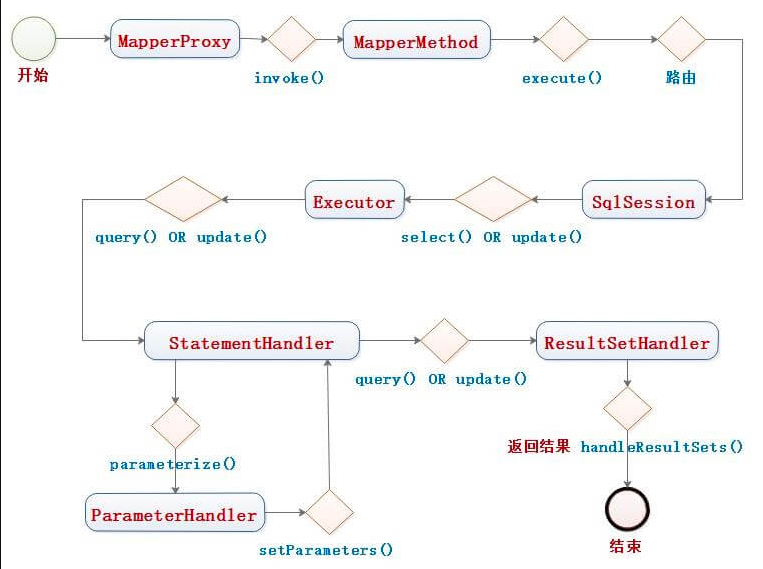 MapperProxy
MapperMethod
开始
invoke()
execute()
路由
Executor
SqlSession
query() OR update()
select() OR update()
StatementHandler
ResultSetHandler
query() OR update()
返回结果 handleResultSets()
parameterize()
ParameterHandler
setParameters()
结束